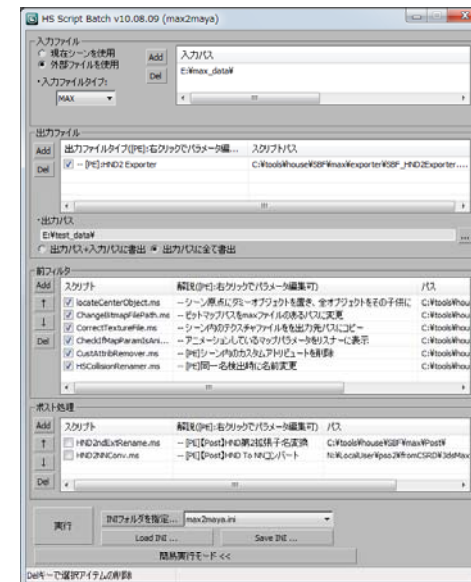 HS Script Batch v10.08.09 (max2maya)
入力ファイル
現在シーンを使用
外部ファイルを使用
・入力ファイルタイプ:
MAX
Add
Del
入力パス
E:¥max_data¥
出力ファイル
Add
Del
出力ファイルタイプ([PE]:右クリックでパラメータ編... スクリプトパス
-- [PE]:HND2 Exporter C:¥tools¥house¥SBF¥max¥exporter¥SBF_HND2Exporter....
・出力パス
E:¥test_data¥
...
出力パス+入力パスに書出 出力パスに全て書出
前フィルタ
Add
↑
↓
Del
スクリプト 解説([PE]:右クリックでパラメータ編集可) パス
locateCenterObject.ms --シーン原点にダミーオブジェクトを置き、全オブジェクトをその子供に C:¥tools¥hou
ChangeBitmapFilePath.ms --ビットマップパスをmaxファイルのあるパスに変更 C:¥tools¥hou
CorrectTextureFile.ms --シーン内のテクスチャファイルをを出力先パスにコピー C:¥tools¥hou
CheckIfMapParamIsAni... --アニメーションしているマップパラメータをリスナーに表示 C:¥tools¥hou
CustAttribRemover.ms --[PE]シーン内のカスタムアトリビュートを削除 C:¥tools¥hou
HSCollisionRenamer.ms --[PE]同一名検出時に名前変更 C:¥tools¥hou
ポスト処理
Add
↑
↓
Del
スクリプト 解説([PE]:右クリックでパラメータ編集可) パス
HND2ndExtRename.ms -- [PE][Post]HND第2拡張子名変換 C:¥tools¥house¥SBF¥max¥Post¥
HND2NNConv.ms -- [PE][Post]HND To NNコンバート N:¥LocalUser¥pso2¥fromCSRD¥3dsMax
実行
INIフォルダを指定... max2maya.ini
Load INI ... Save INI ...
簡易実行モード <<
Delキーで選択アイテムの削除